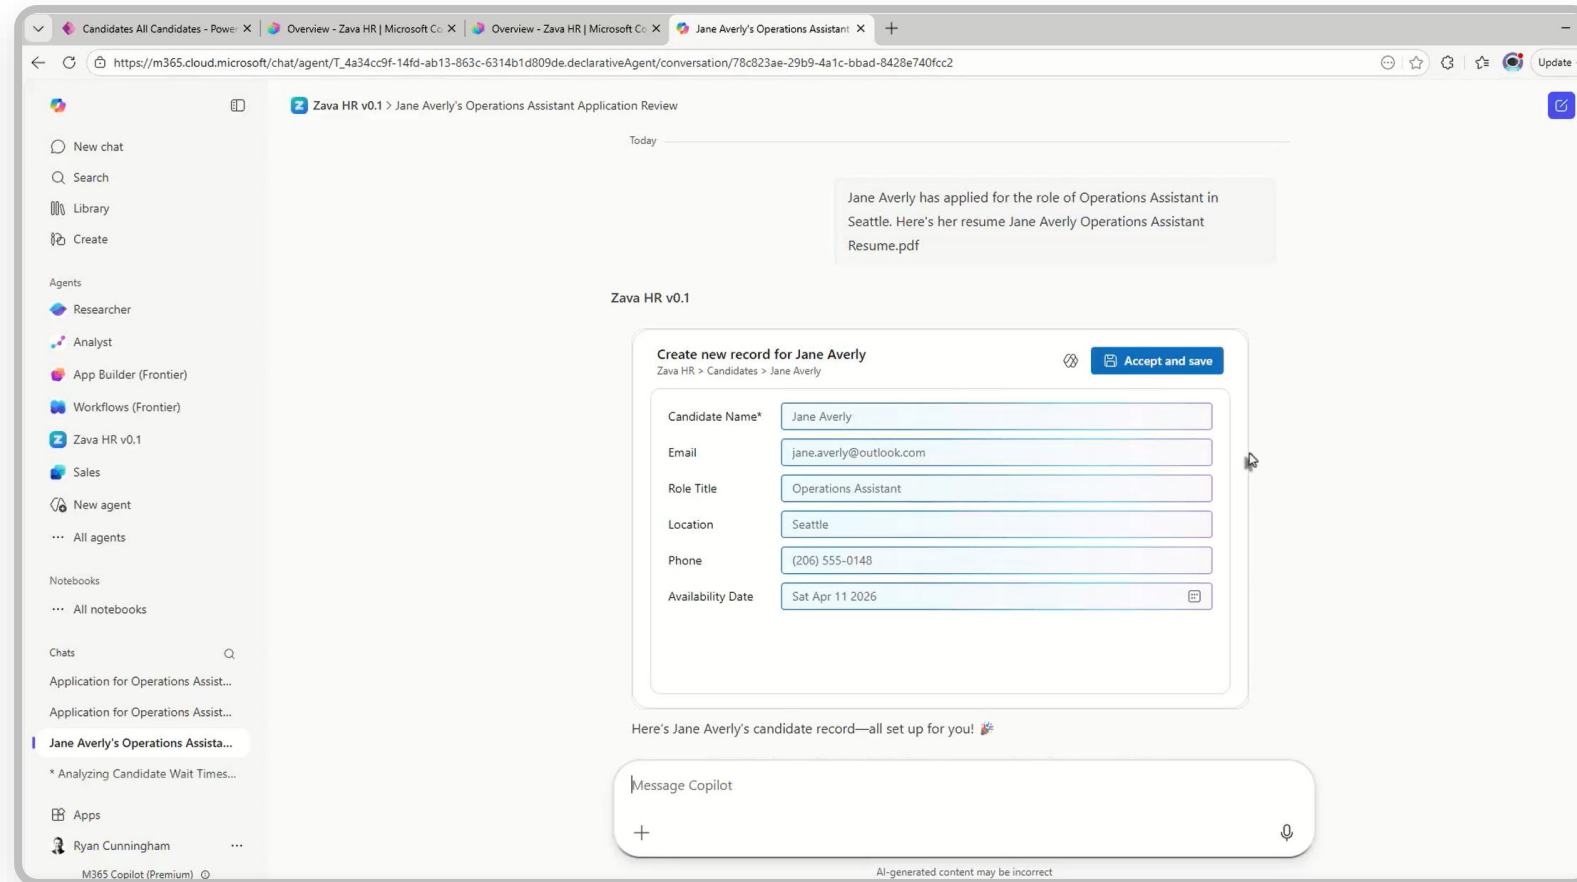 Candidates All Candidates - Power
Overview - Zava HR | Microsoft Co
Overview - Zava HR | Microsoft Co
Jane Averly's Operations Assistant
https://m365.cloud.microsoft/chat/agent/T_4a34cc9f-14fd-ab13-863c-6314b1d809de.declarativeAgent/conversation/78c823ae-29b9-4a1c-bbad-8428e740fcc2
Update
New chat
Search
Library
Create
Agents
Researcher
Analyst
App Builder (Frontier)
Workflows (Frontier)
Zava HR v0.1
Sales
New agent
All agents
Notebooks
All notebooks
Chats
Application for Operations Assist...
Application for Operations Assist...
Jane Averly's Operations Assista...
* Analyzing Candidate Wait Times...
Apps
Ryan Cunningham
M365 Copilot (Premium)
Zava HR v0.1 > Jane Averly's Operations Assistant Application Review
Today
Jane Averly has applied for the role of Operations Assistant in
Seattle. Here's her resume Jane Averly Operations Assistant
Resume.pdf
Zava HR v0.1
Create new record for Jane Averly
Zava HR > Candidates > Jane Averly
Accept and save
Candidate Name* Jane Averly
Email jane.averly@outlook.com
Role Title Operations Assistant
Location Seattle
Phone (206) 555-0148
Availability Date Sat Apr 11 2026
Here's Jane Averly's candidate record—all set up for you! 🎉
Message Copilot
AI-generated content may be incorrect